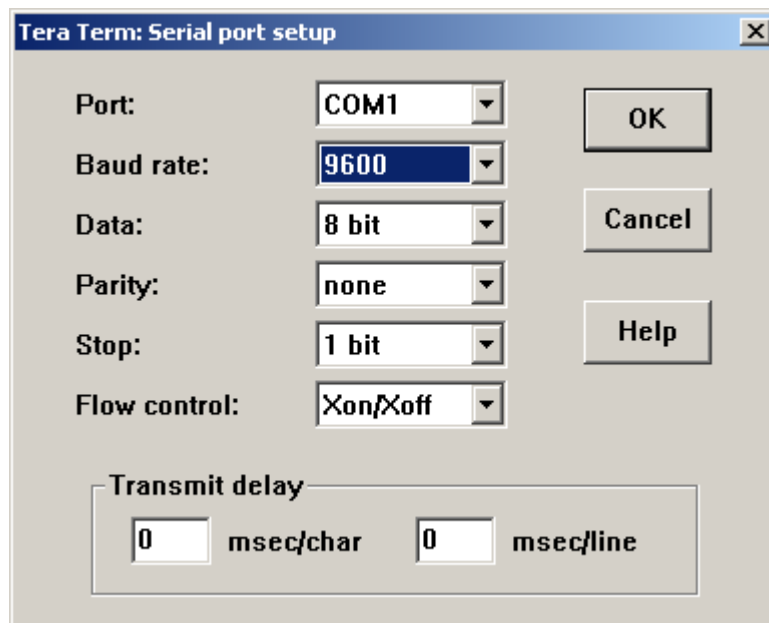 Tera Term: Serial port setup
Port: COM1 OK
Baud rate: 9600
Data: 8 bit Cancel
Parity: none
Stop: 1 bit Help
Flow control: Xon/Xoff
Transmit delay
0 msec/char 0 msec/line